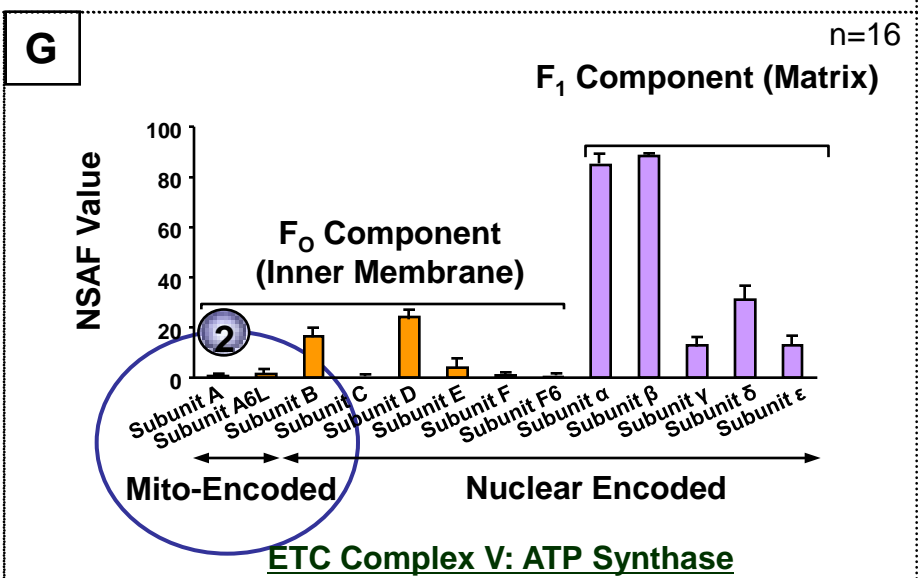 G
n=16
F₁ Component (Matrix)
NSAF Value
100
80
60
40
20
0
F_O Component
(Inner Membrane)
2
Subunit A
Subunit A6L
Subunit B
Subunit C
Subunit D
Subunit E
Subunit F
Subunit F6
Subunit α
Subunit β
Subunit γ
Subunit δ
Subunit ε
Mito-Encoded
Nuclear Encoded
ETC Complex V: ATP Synthase